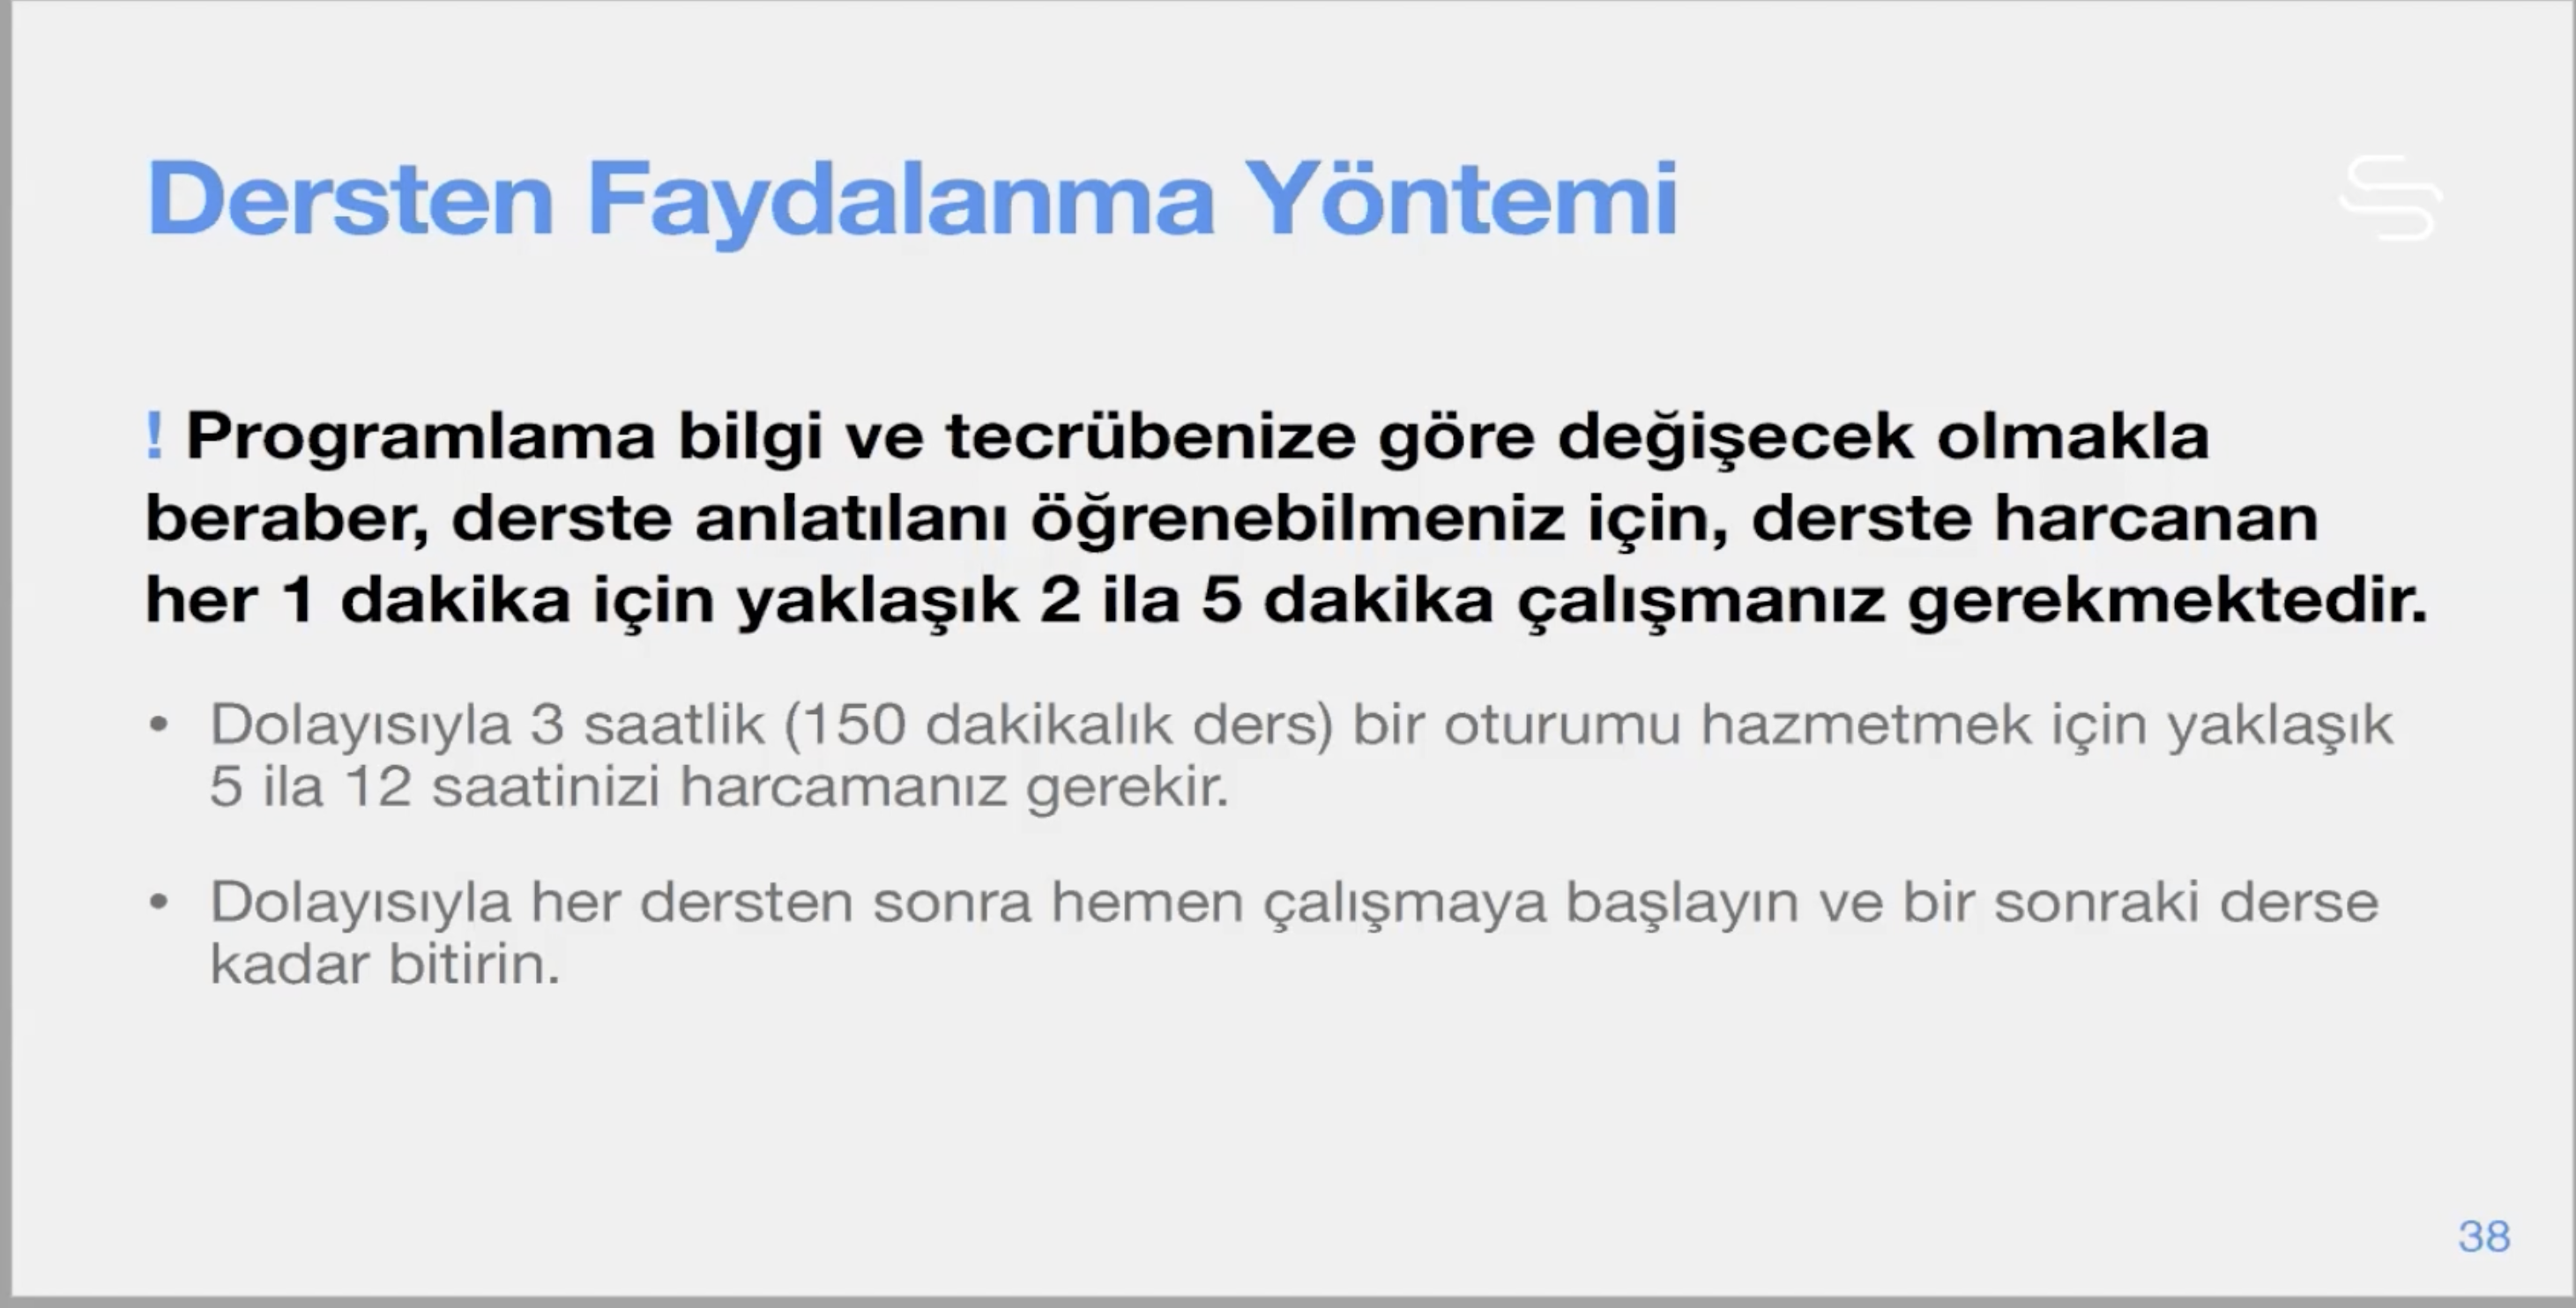 Dersten Faydalanma Yöntemi
! Programlama bilgi ve tecrübenize göre değişecek olmakla
beraber, derste anlatılanı öğrenebilmeniz için, derste harcanan
her 1 dakika için yaklaşık 2 ila 5 dakika çalışmanız gerekmektedir.
• Dolayısıyla 3 saatlik (150 dakikalık ders) bir oturumu hazmetmek için yaklaşık
5 ila 12 saatinizi harcamanız gerekir.
• Dolayısıyla her dersten sonra hemen çalışmaya başlayın ve bir sonraki derse
kadar bitirin.
38